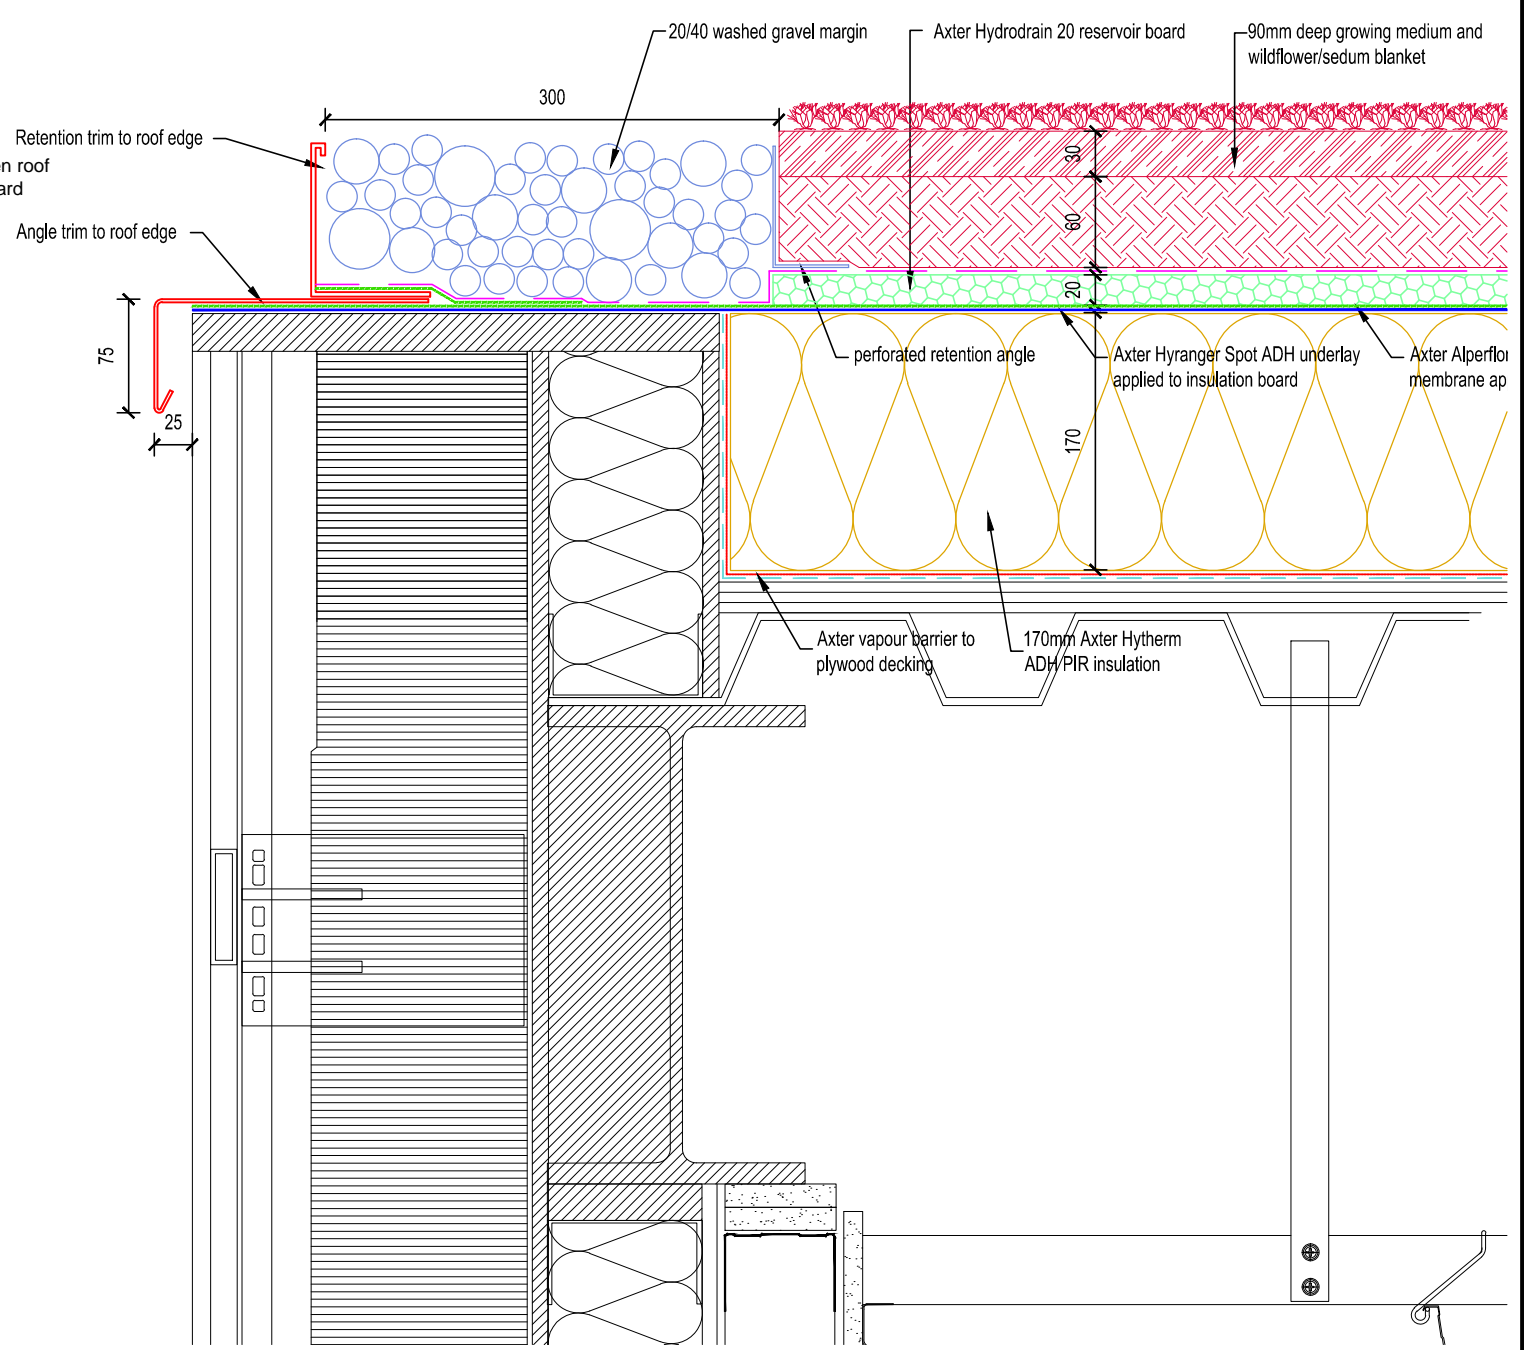 20/40 washed gravel margin
Axter Hydrodrain 20 reservoir board
90mm deep growing medium and
wildflower/sedum blanket
300
Retention trim to roof edge
roof
Angle trim to roof edge
30
60
20
75
25
perforated retention angle
Axter Hyranger Spot ADH underlay
applied to insulation board
Axter
membrane
170
Axter vapour barrier to
plywood decking
170mm Axter Hytherm
ADH PIR insulation